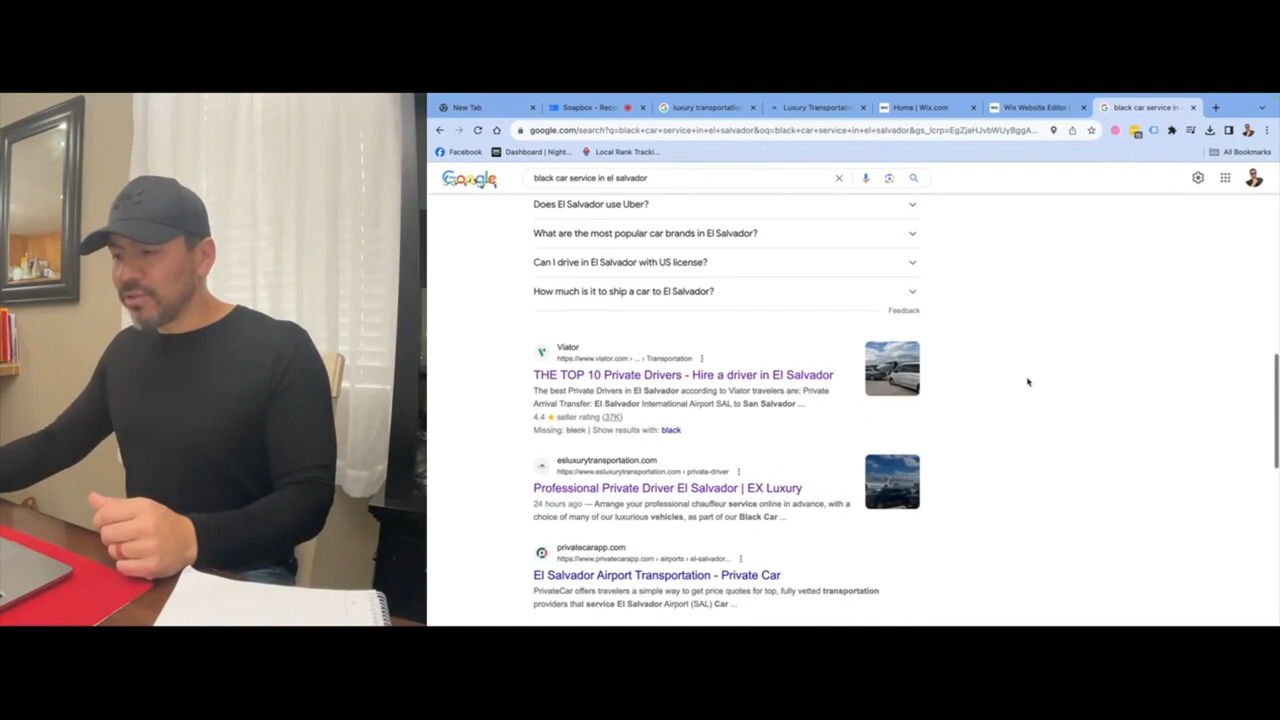 New Tab
Soapbox - Reco
luxury transportation
Luxury Transportati
Home | Wix.com
Wix Website Editor |
black car service in
google.com/search?q=black+car+service+in+el+salvador&oq=black+car+service+in+el+salvador&gs_lcrp=EgZjaHJvbWUyBggA...
Facebook
Dashboard | Night...
Local Rank Tracki...
All Bookmarks
Google
black car service in el salvador
Does El Salvador use Uber?
What are the most popular car brands in El Salvador?
Can I drive in El Salvador with US license?
How much is it to ship a car to El Salvador?
Feedback
Viator
https://www.viator.com › ... › Transportation
THE TOP 10 Private Drivers - Hire a driver in El Salvador
The best Private Drivers in El Salvador according to Viator travelers are: Private
Arrival Transfer: El Salvador International Airport SAL to San Salvador ...
4.4 ★ seller rating (37K)
Missing: black | Show results with: black
esluxurytransportation.com
https://www.esluxurytransportation.com › private-driver
Professional Private Driver El Salvador | EX Luxury
24 hours ago — Arrange your professional chauffeur service online in advance, with a
choice of many of our luxurious vehicles, as part of our Black Car ...
privatecarapp.com
https://www.privatecarapp.com › airports › el-salvador...
El Salvador Airport Transportation - Private Car
PrivateCar offers travelers a simple way to get price quotes for top, fully vetted transportation
providers that service El Salvador Airport (SAL) Car ...